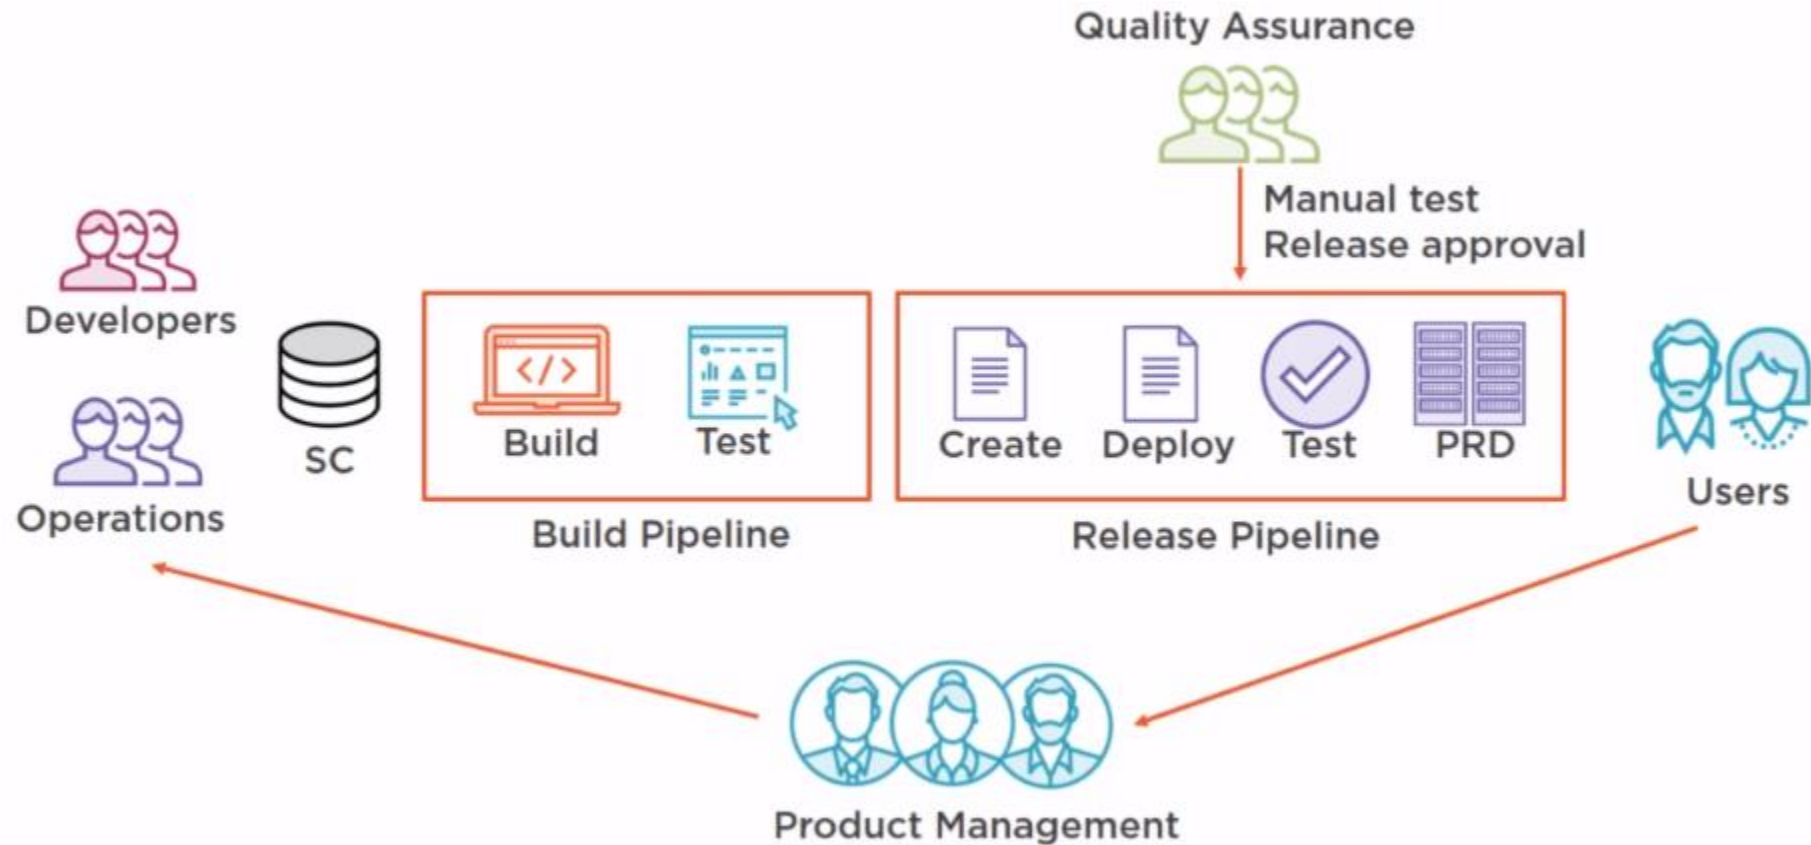 Quality Assurance
Manual test
Release approval
Developers
Operations
SC
Build
Test
Build Pipeline
Create
Deploy
Test
PRD
Release Pipeline
Users
Product Management